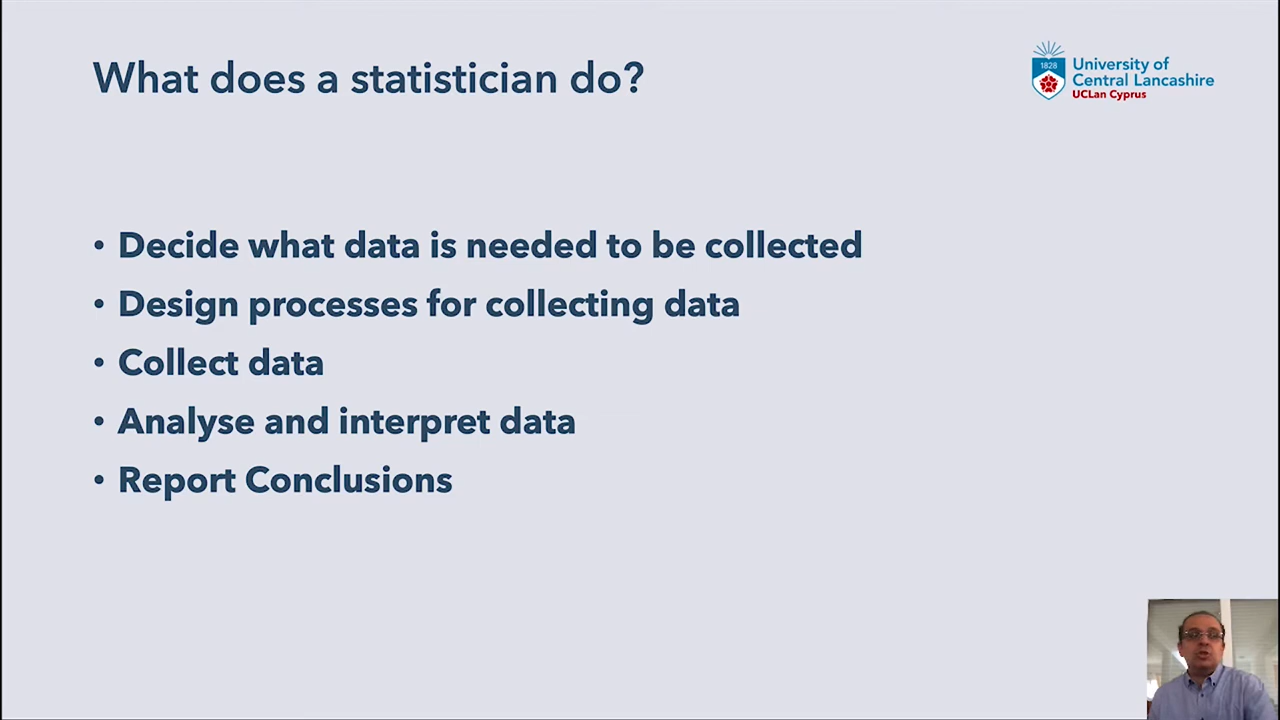 What does a statistician do?
1828
University of
Central Lancashire
UCLan Cyprus
• Decide what data is needed to be collected
• Design processes for collecting data
• Collect data
• Analyse and interpret data
• Report Conclusions